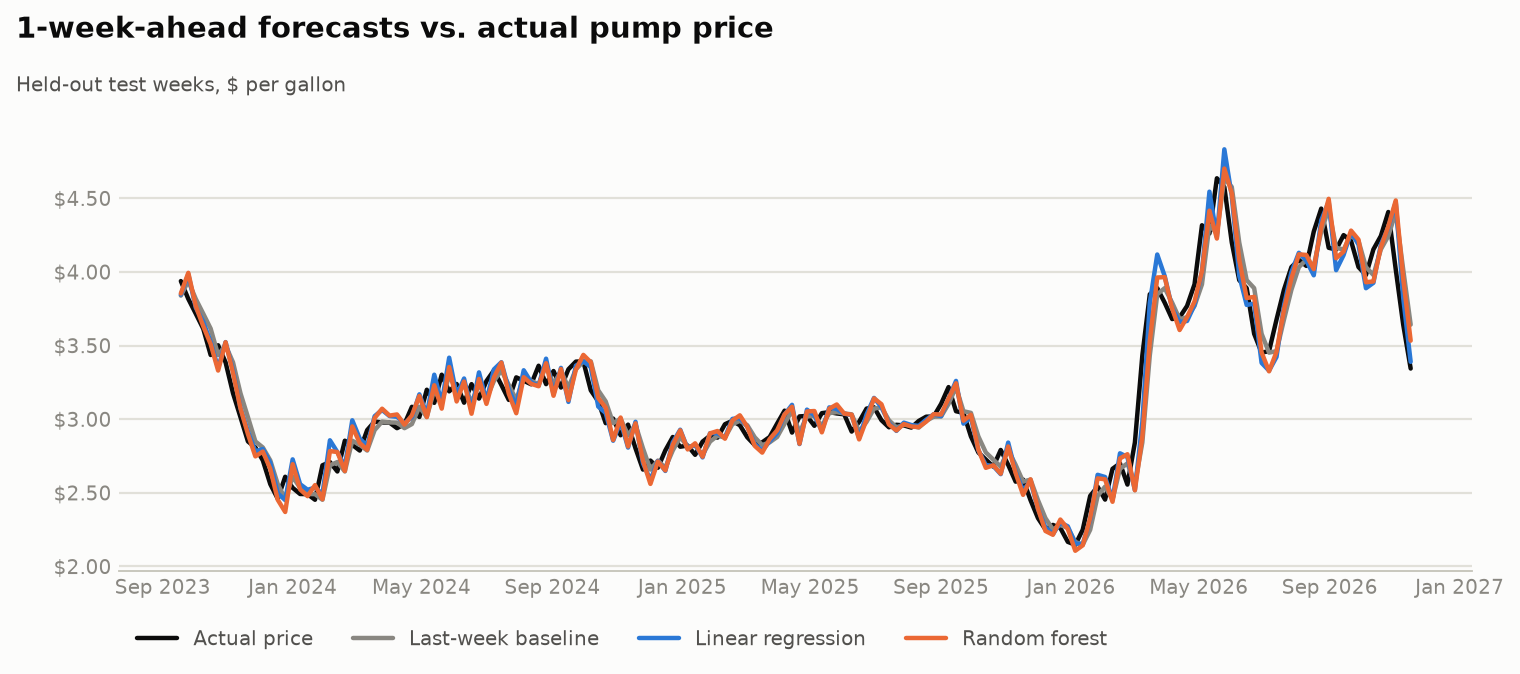 1-week-ahead forecasts vs. actual pump price
Held-out test weeks, $ per gallon
$4.50
$4.00
$3.50
$3.00
$2.50
$2.00
Sep 2023 Jan 2024 May 2024 Sep 2024 Jan 2025 May 2025 Sep 2025 Jan 2026 May 2026 Sep 2026 Jan 2027
Actual price Last-week baseline Linear regression Random forest